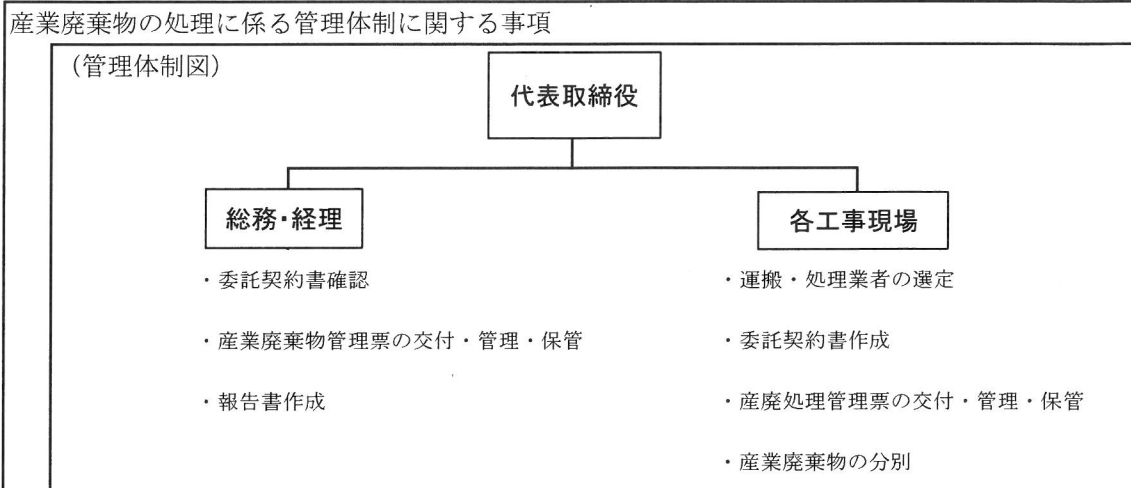 産業廃棄物の処理に係る管理体制に関する事項
（管理体制図）
代表取締役
総務・経理
・委託契約書確認
・産業廃棄物管理票の交付・管理・保管
・報告書作成
各工事現場
・運搬・処理業者の選定
・委託契約書作成
・産廃処理管理票の交付・管理・保管
・産業廃棄物の分別